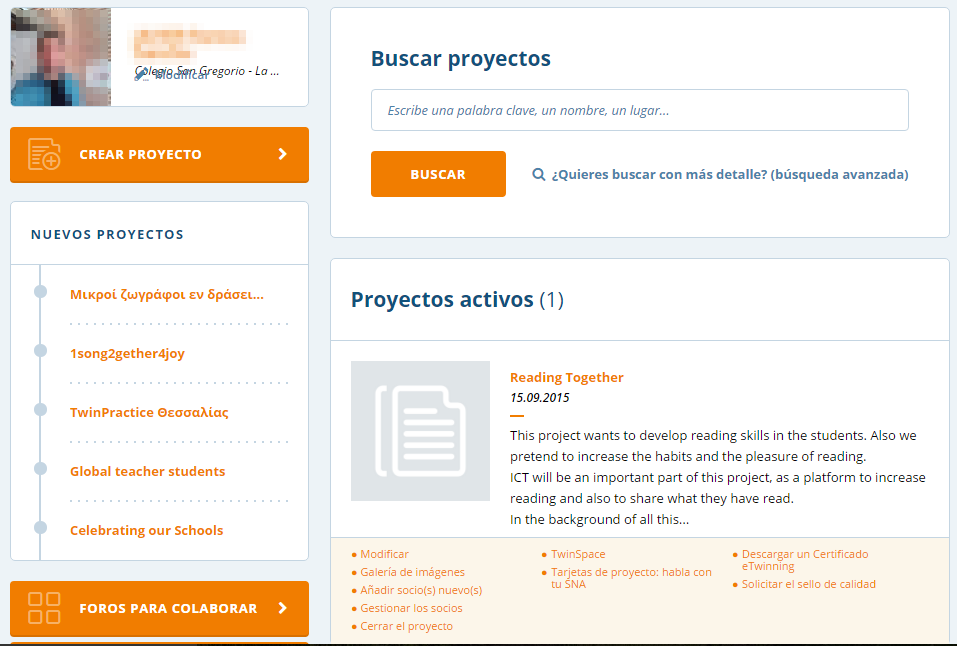 Colegio San Gregorio - La ...
Modificar
CREAR PROYECTO
NUEVOS PROYECTOS
Μικροί ζωγράφοι εν δράσει...
1song2gether4joy
TwinPractice Θεσσαλίας
Global teacher students
Celebrating our Schools
FOROS PARA COLABORAR
Buscar proyectos
Escribe una palabra clave, un nombre, un lugar...
BUSCAR
¿Quieres buscar con más detalle? (búsqueda avanzada)
Proyectos activos (1)
Reading Together
15.09.2015
This project wants to develop reading skills in the students. Also we
pretend to increase the habits and the pleasure of reading.
ICT will be an important part of this project, as a platform to increase
reading and also to share what they have read.
In the background of all this...
● Modificar
● Galería de imágenes
● Añadir socio(s) nuevo(s)
● Gestionar los socios
● Cerrar el proyecto
● TwinSpace
● Tarjetas de proyecto: habla con
tu SNA
● Descargar un Certificado
eTwinning
● Solicitar el sello de calidad